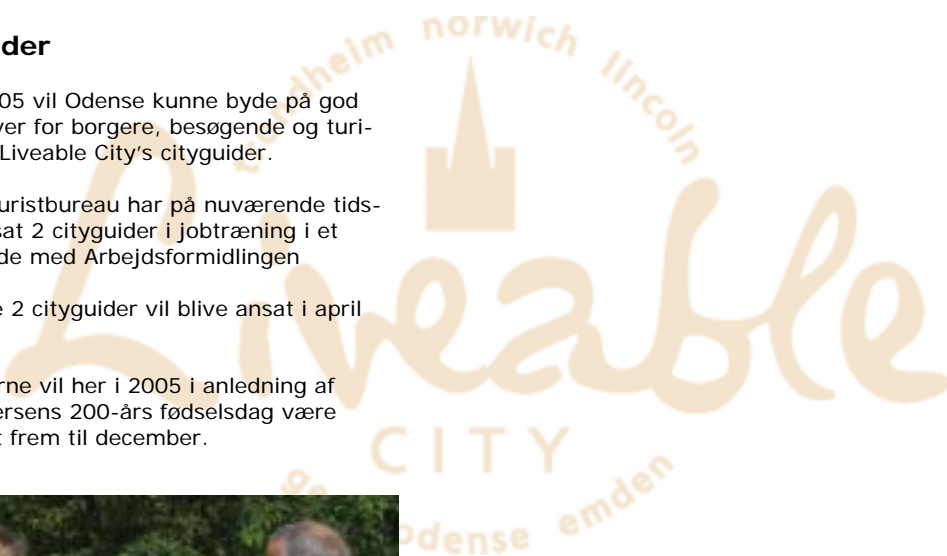 der
05 vil Odense kunne byde på god
ver for borgere, besøgende og turi-
Liveable City's cityguider.
uristbureau har på nuværende tids-
sat 2 cityguider i jobtræning i et
de med Arbejdsformidlingen
e 2 cityguider vil blive ansat i april
rne vil her i 2005 i anledning af
ersens 200-års fødselsdag være
t frem til december.
trondheim norwich lincoln
Liveable
CITY
odense emden